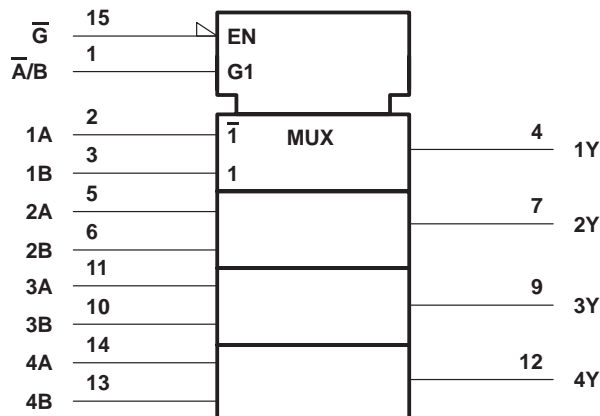 G̅ 15 EN
A̅/B 1 G1
MUX
1A 2 1̅
1B 3 1
4 1Y
2A 5
2B 6
7 2Y
3A 11
3B 10
9 3Y
4A 14
4B 13
12 4Y